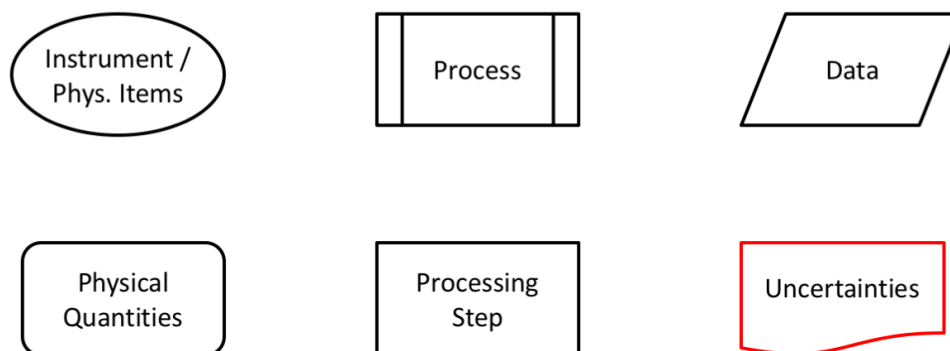 Instrument /
Phys. Items
Process
Data
Physical
Quantities
Processing
Step
Uncertainties